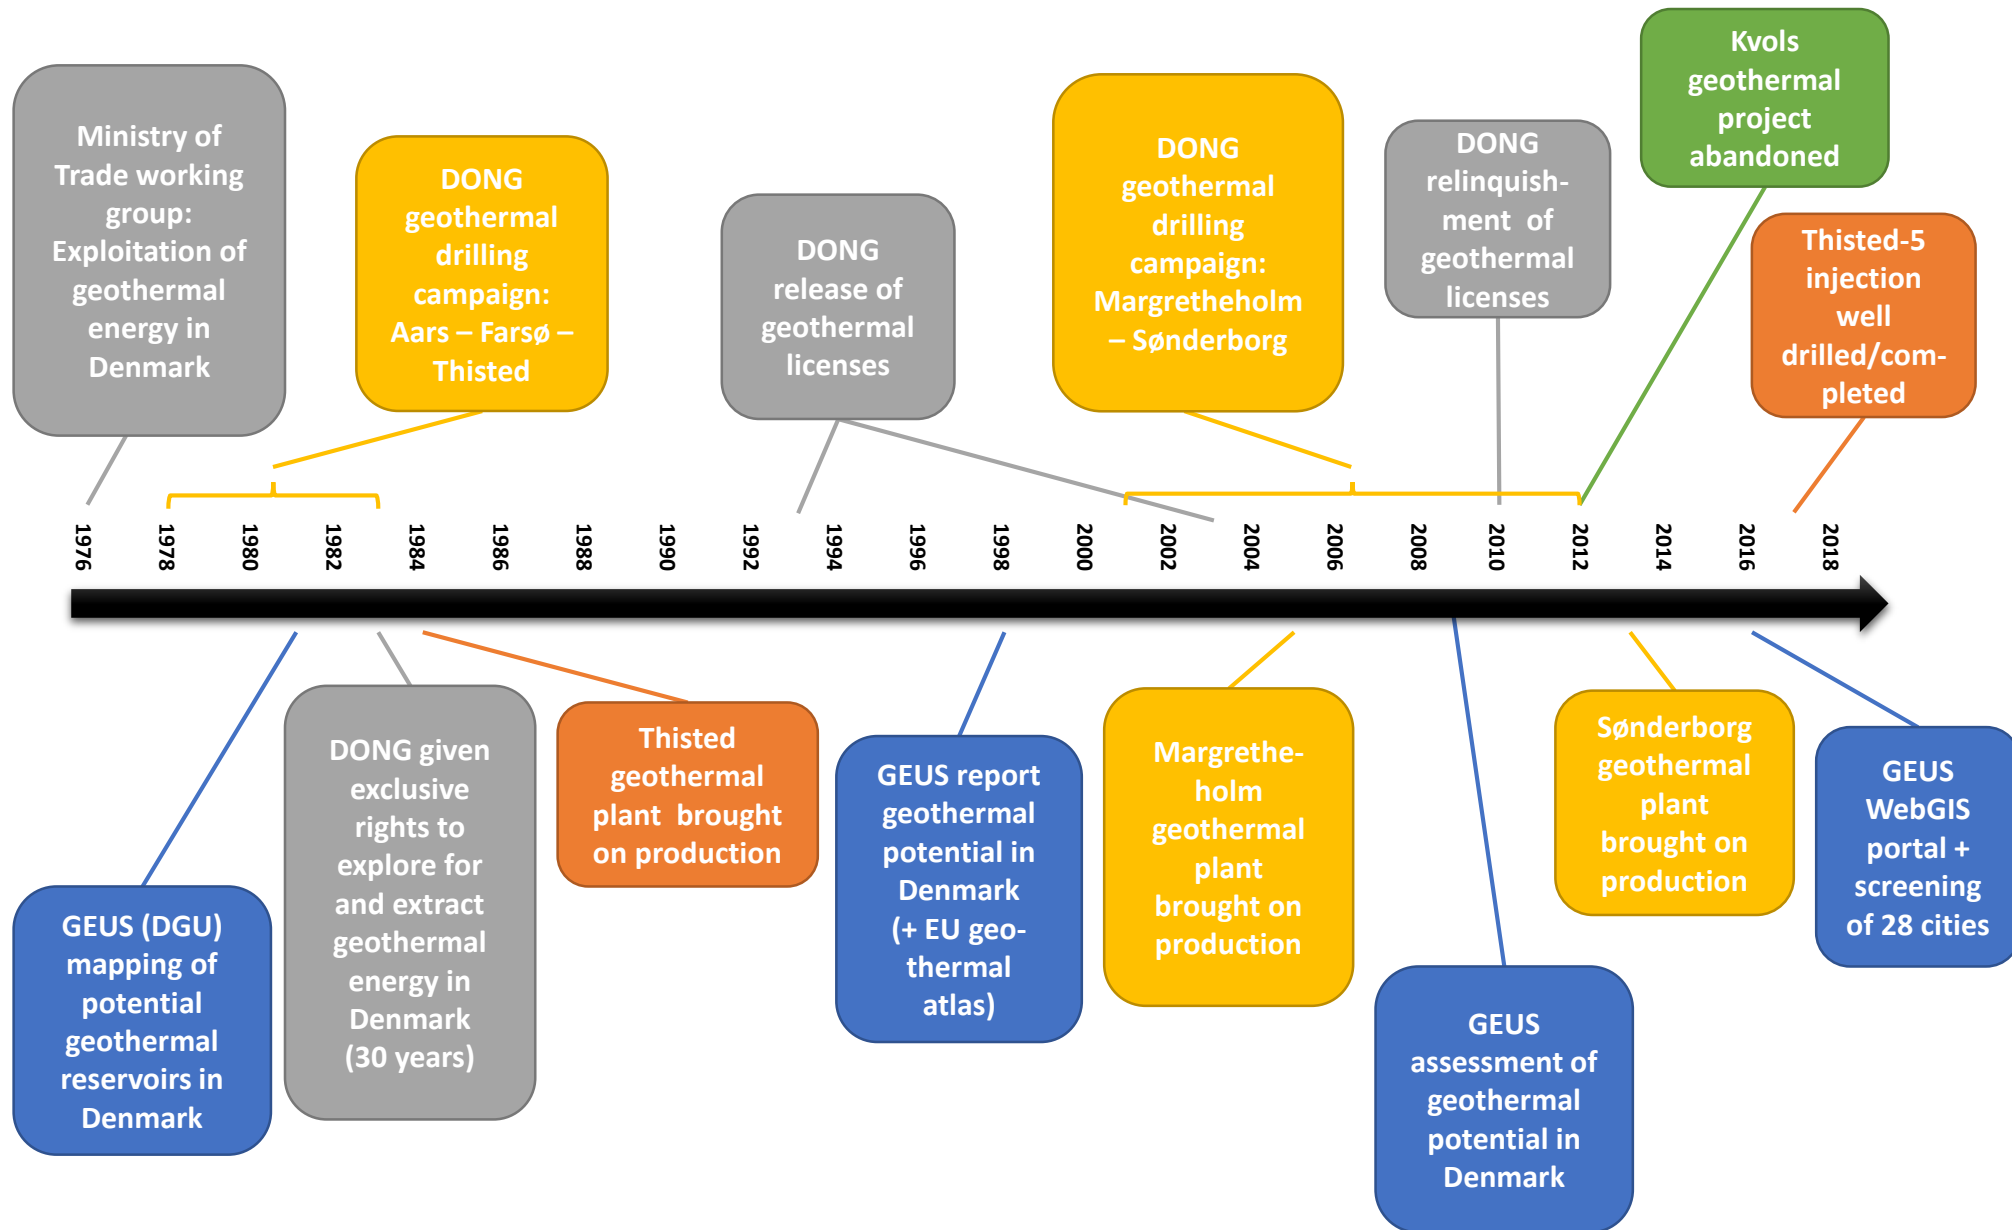 Ministry of
Trade working
group:
Exploitation of
geothermal
energy in
Denmark
DONG
geothermal
drilling
campaign:
Aars – Farsø –
Thisted
DONG
release of
geothermal
licenses
DONG
geothermal
drilling
campaign:
Margretheholm
– Sønderborg
DONG
relinquish-
ment of
geothermal
licenses
Kvols
geothermal
project
abandoned
Thisted-5
injection
well
drilled/com-
pleted
1976
1978
1980
1982
1984
1986
1988
1990
1992
1994
1996
1998
2000
2002
2004
2006
2008
2010
2012
2014
2016
2018
GEUS (DGU)
mapping of
potential
geothermal
reservoirs in
Denmark
DONG given
exclusive
rights to
explore for
and extract
geothermal
energy in
Denmark
(30 years)
Thisted
geothermal
plant brought
on production
GEUS report
geothermal
potential in
Denmark
(+ EU geo-
thermal
atlas)
Margrethe-
holm
geothermal
plant
brought on
production
GEUS
assessment of
geothermal
potential in
Denmark
Sønderborg
geothermal
plant
brought on
production
GEUS
WebGIS
portal +
screening
of 28 cities